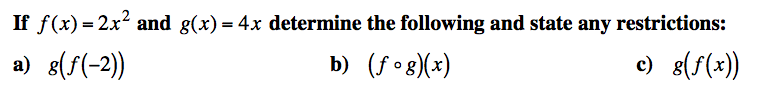 If f(x) = 2x² and g(x) = 4x determine the following and state any restrictions:
a) g(f(−2)) b) (f ∘ g)(x) c) g(f(x))